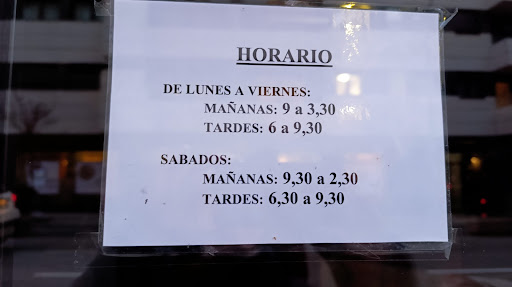 HORARIO
DE LUNES A VIERNES:
MAÑANAS: 9 a 3,30
TARDES: 6 a 9,30
SABADOS:
MAÑANAS: 9,30 a 2,30
TARDES: 6,30 a 9,30